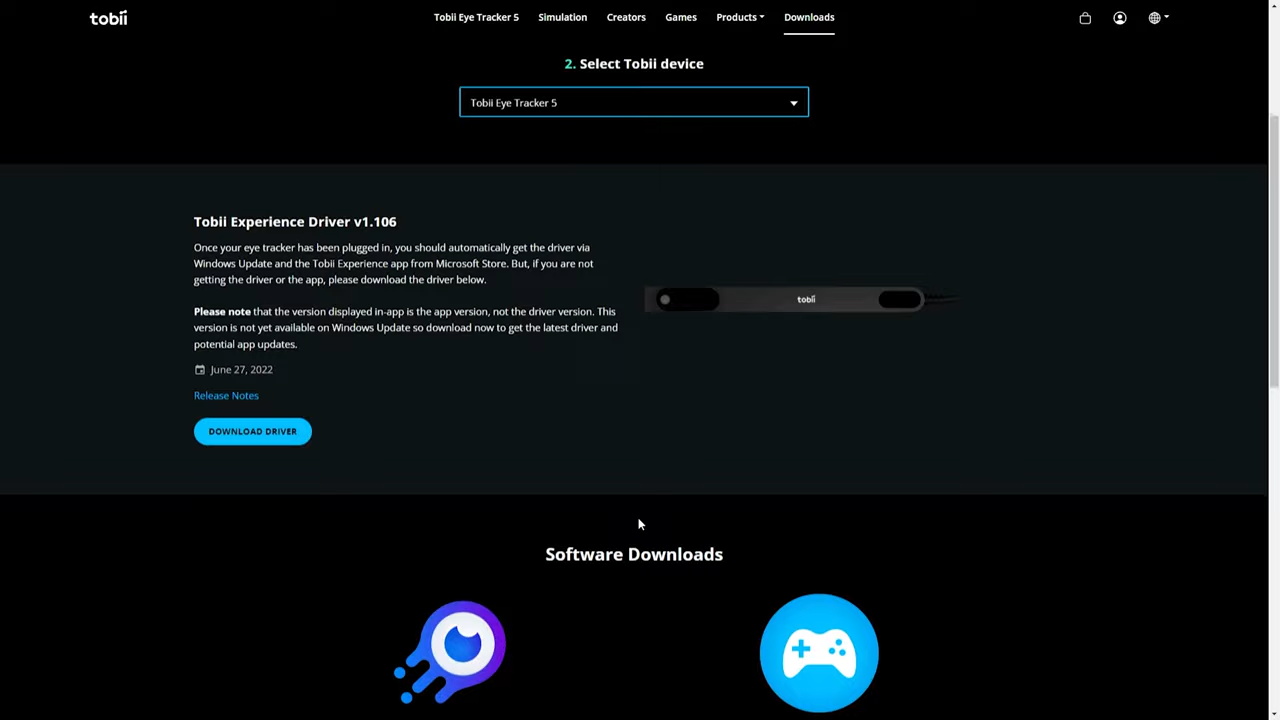 tobii
Tobii Eye Tracker 5
Simulation
Creators
Games
Products
Downloads
2. Select Tobii device
Tobii Eye Tracker 5
Tobii Experience Driver v1.106
Once your eye tracker has been plugged in, you should automatically get the driver via
Windows Update and the Tobii Experience app from Microsoft Store. But, if you are not
getting the driver or the app, please download the driver below.
Please note that the version displayed in-app is the app version, not the driver version. This
version is not yet available on Windows Update so download now to get the latest driver and
potential app updates.
June 27, 2022
Release Notes
DOWNLOAD DRIVER
tobii
Software Downloads